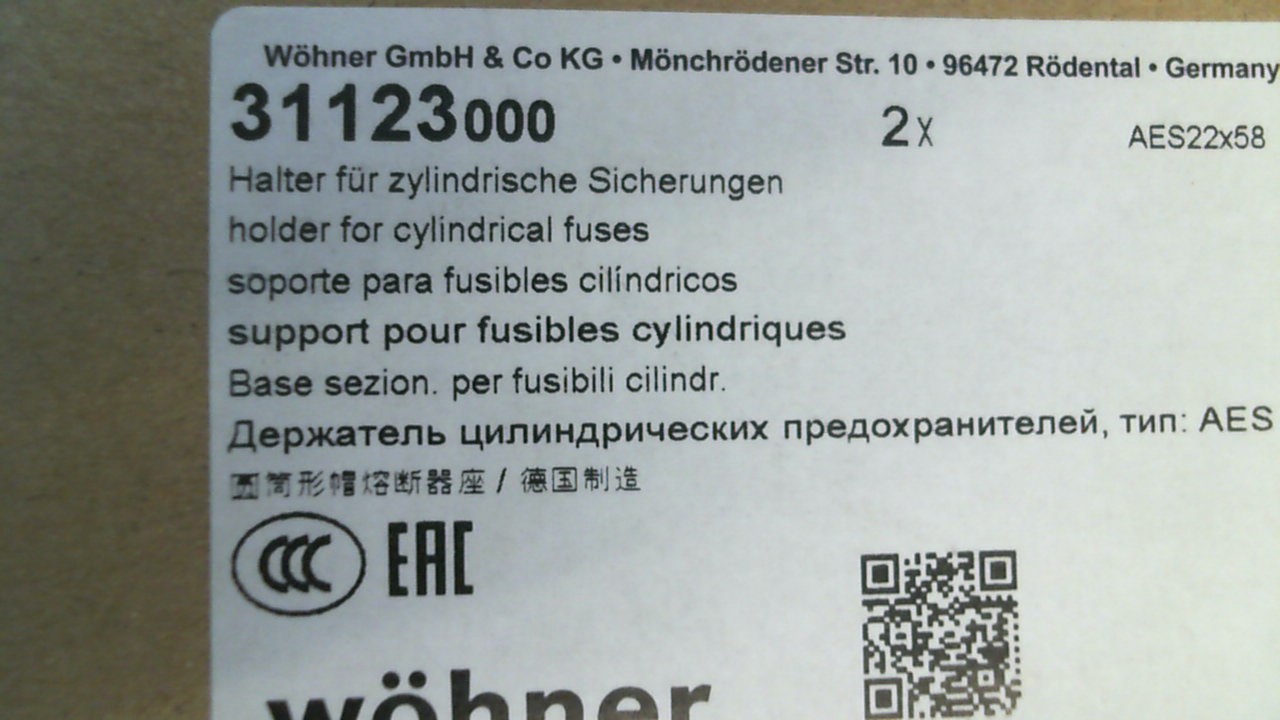 Wöhner GmbH & Co KG • Mönchrödener Str. 10 • 96472 Rödental • Germany
31123000 2x AES22x58
Halter für zylindrische Sicherungen
holder for cylindrical fuses
soporte para fusibles cilíndricos
support pour fusibles cylindriques
Base sezion. per fusibili cilindr.
Держатель цилиндрических предохранителей, тип: AES
圆筒形帽熔断器座 / 德国制造
CCC EAC
wöhner